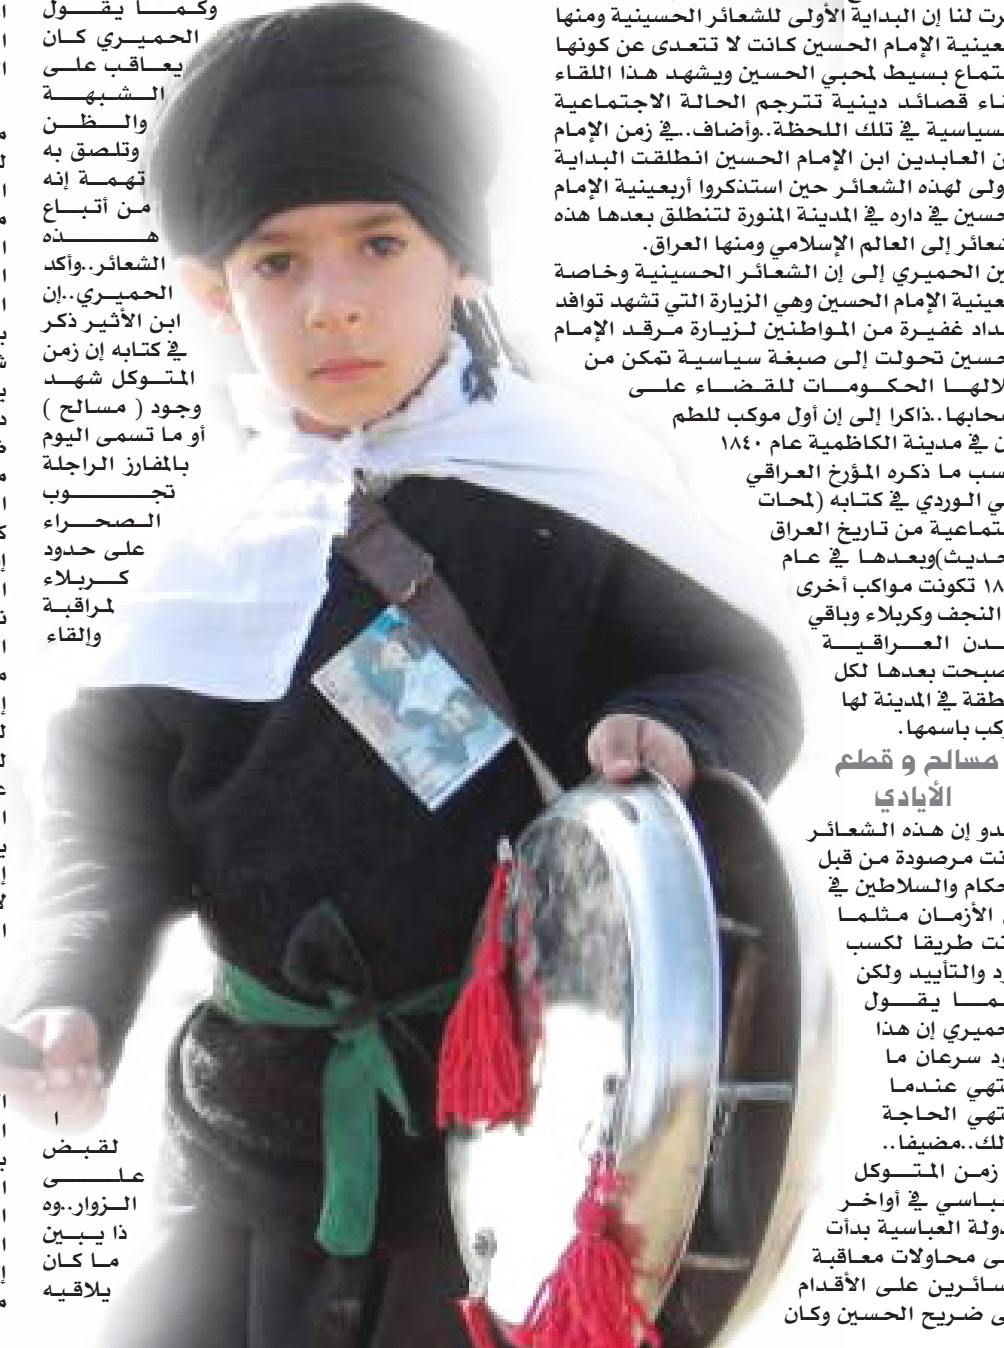 رت لنا إن البداية الأولى للشعائر الحسينية ومنها
عينية الإمام الحسين كانت لا تتعدى عن كونها
تماع بسيط لمحبي الحسين ويشهد هذا اللقاء
اء قصائد دينية تترجم الحالة الاجتماعية
سياسية في تلك اللحظة..وأضاف..في زمن الإمام
ن العابدين ابن الإمام الحسين انطلقت البداية
ولى لهذه الشعائر حين استذكروا أربعينية الإمام
حسين في داره في المدينة المنورة لتنطلق بعدها هذه
عائر إلى العالم الإسلامي ومنها العراق.
ين الحميري إلى إن الشعائر الحسينية وخاصة
عينية الإمام الحسين وهي الزيارة التي تشهد توافد
داد غفيرة من المواطنين لزيارة مرقد الإمام
حسين تحولت إلى صبغة سياسية تمكن من
لالها الحكومات للقضاء على
حابها..ذاكرا إلى إن أول موكب للطم
ن في مدينة الكاظمية عام ١٨٤٠
سب ما ذكره المؤرخ العراقي
ي الوردي في كتابه (لمحات
تماعية من تاريخ العراق
حديث)وبعدها في عام
١٨ تكونت مواكب أخرى
النجف وكربلاء وباقي
دن العراقية
صبحت بعدها لكل
طقة في المدينة لها
كب باسمها.
مسالح و قطع
الأيادي
دو إن هذه الشعائر
نت مرصودة من قبل
حكام والسلاطين في
الأزمان مثلما
نت طريقا لكسب
د والتأييد ولكن
ما يقول
حميري إن هذا
ود سرعان ما
تهي عندما
تهي الحاجة
لك..مضيفا..
زمن المتوكل
عباسي في أواخر
دولة العباسية بدأت
ى محاولات معاقبة
سائرين على الأقدام
ى ضريح الحسين وكان
وكما يقول
الحميري كان
يعاقب على
الشبهة
والظن
وتلصق به
تهمة إنه
من أتباع
هذه
الشعائر..وأكد
الحميري..إن
ابن الأثير ذكر
في كتابه إن زمن
المتوكل شهد
وجود ( مسالح )
أو ما تسمى اليوم
بالمفارز الراجلة
تجوب
الصحراء
على حدود
كربلاء
لمراقبة
وإلقاء
ا
لقبض
على
الزوار..وه
ذا يبين
ما كان
يلاقيه